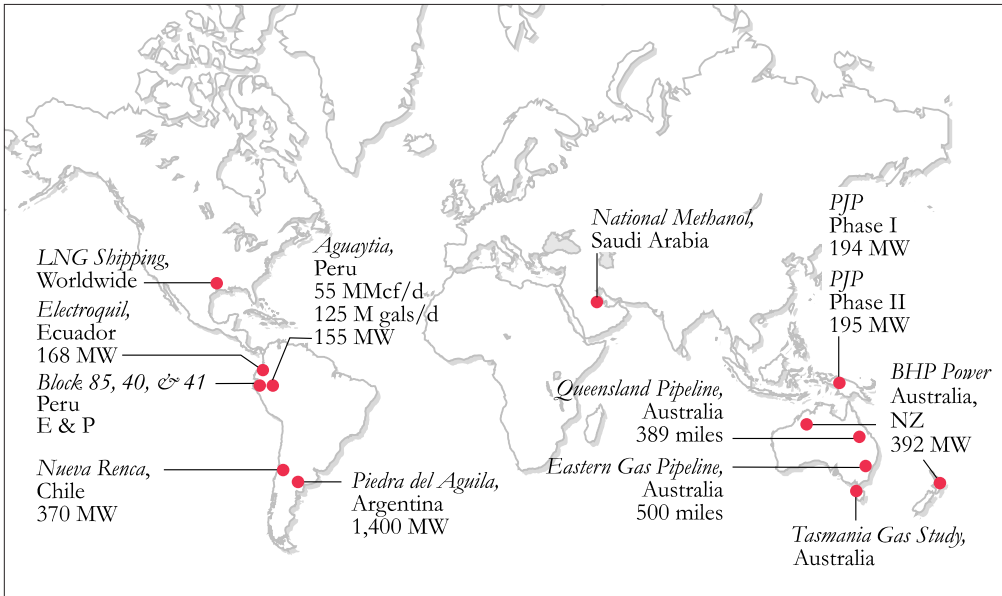 LNG Shipping,
Worldwide
Electroquil,
Ecuador
168 MW
Block 85, 40, & 41
Peru
E & P
Nueva Renca,
Chile
370 MW
Aguaytia,
Peru
55 MMcf/d
125 M gals/d
155 MW
Piedra del Aguila,
Argentina
1,400 MW
National Methanol,
Saudi Arabia
Queensland Pipeline,
Australia
389 miles
Eastern Gas Pipeline,
Australia
500 miles
PJP
Phase I
194 MW
PJP
Phase II
195 MW
BHP Power
Australia,
NZ
392 MW
Tasmania Gas Study,
Australia